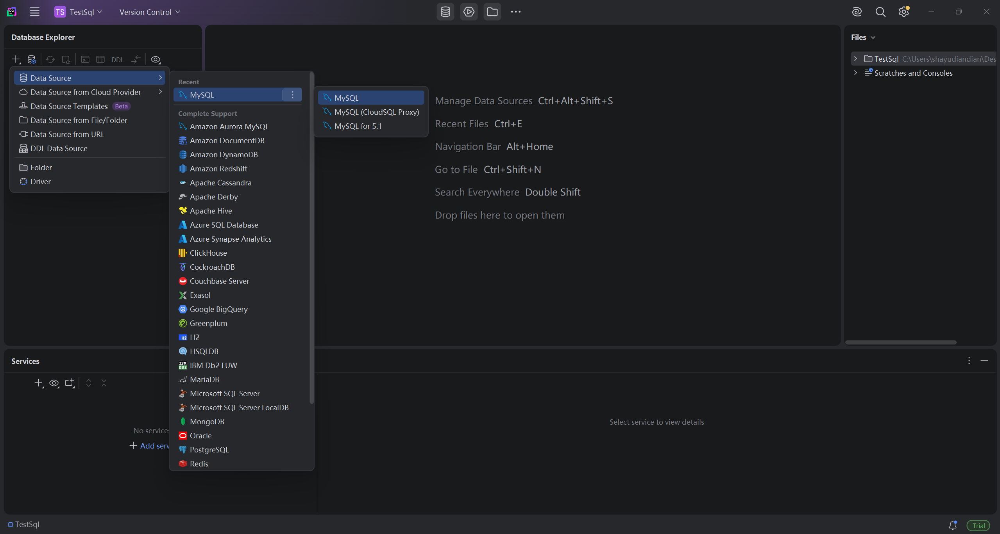 DG
TS TestSql
Version Control
Database Explorer
DDL
Data Source
Data Source from Cloud Provider
Data Source Templates Beta
Data Source from File/Folder
Data Source from URL
DDL DDL Data Source
Folder
Driver
Recent
MySQL
Complete Support
Amazon Aurora MySQL
Amazon DocumentDB
Amazon DynamoDB
Amazon Redshift
Apache Cassandra
Apache Derby
Apache Hive
Azure SQL Database
Azure Synapse Analytics
ClickHouse
CockroachDB
Couchbase Server
Exasol
Google BigQuery
Greenplum
H2 H2
HSQLDB
IBM DB2 IBM Db2 LUW
MariaDB
Microsoft SQL Server
Microsoft SQL Server LocalDB
MongoDB
Oracle
PostgreSQL
Redis
MySQL
MySQL (CloudSQL Proxy)
MySQL for 5.1
Manage Data Sources Ctrl+Alt+Shift+S
Recent Files Ctrl+E
Navigation Bar Alt+Home
Go to File Ctrl+Shift+N
Search Everywhere Double Shift
Drop files here to open them
Files
TestSql C:\Users\shayudiandian\Des
Scratches and Consoles
Services
No services
Add serv
Select service to view details
TestSql
Trial